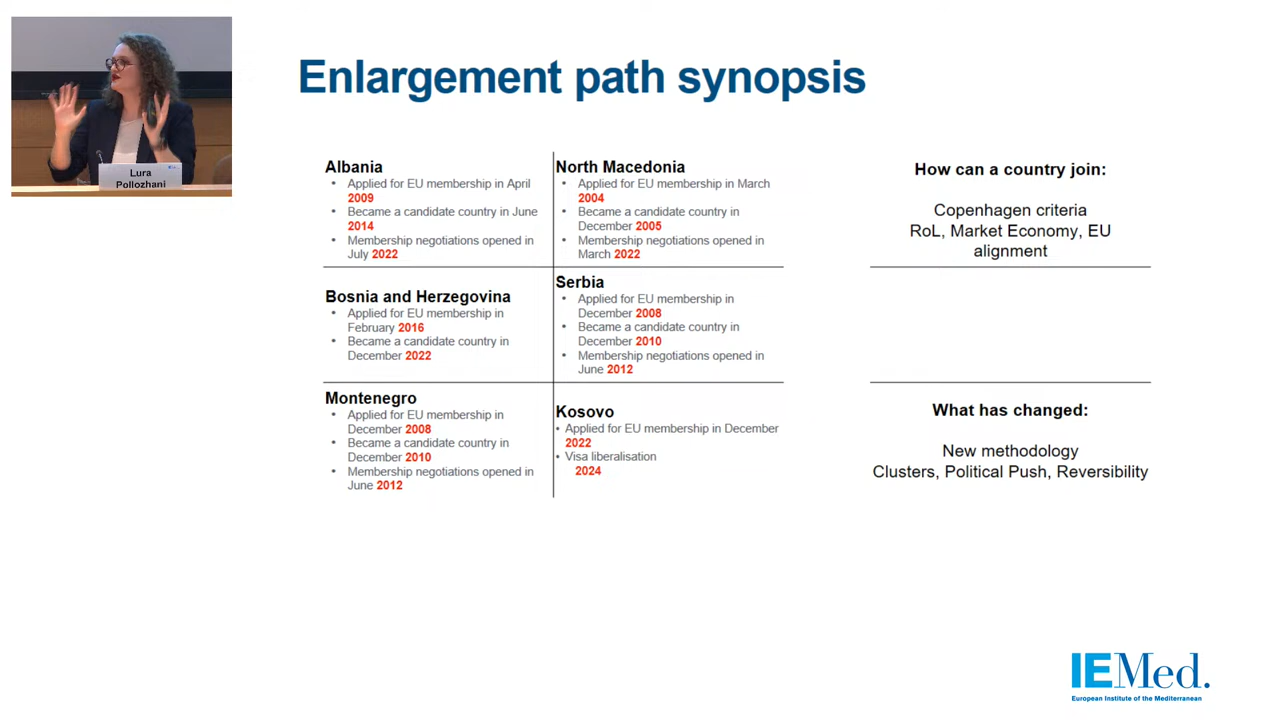 Enlargement path synopsis
Lura
Pollozhani
Albania
• Applied for EU membership in April
2009
• Became a candidate country in June
2014
• Membership negotiations opened in
July 2022
North Macedonia
• Applied for EU membership in March
2004
• Became a candidate country in
December 2005
• Membership negotiations opened in
March 2022
Bosnia and Herzegovina
• Applied for EU membership in
February 2016
• Became a candidate country in
December 2022
Serbia
• Applied for EU membership in
December 2008
• Became a candidate country in
December 2010
• Membership negotiations opened in
June 2012
Montenegro
• Applied for EU membership in
December 2008
• Became a candidate country in
December 2010
• Membership negotiations opened in
June 2012
Kosovo
• Applied for EU membership in December
2022
• Visa liberalisation
2024
How can a country join:
Copenhagen criteria
RoL, Market Economy, EU
alignment
What has changed:
New methodology
Clusters, Political Push, Reversibility
IEMed.
European Institute of the Mediterranean